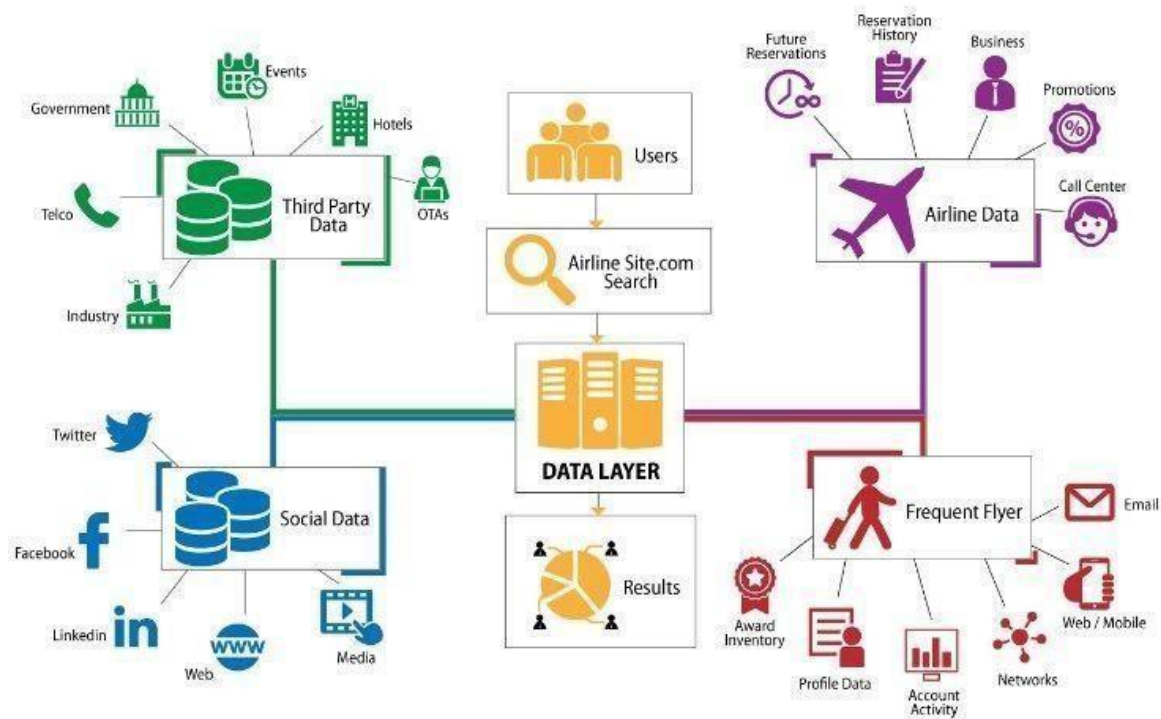 Government
Events
Hotels
OTAs
Telco
Industry
Third Party
Data
Users
Airline Site.com
Search
DATA LAYER
Results
Future
Reservations
Reservation
History
Business
Promotions
Call Center
Airline Data
Twitter
Facebook
Linkedin
in
Web
www
Media
Social Data
Frequent Flyer
Email
Web / Mobile
Networks
Account
Activity
Profile Data
Award
Inventory